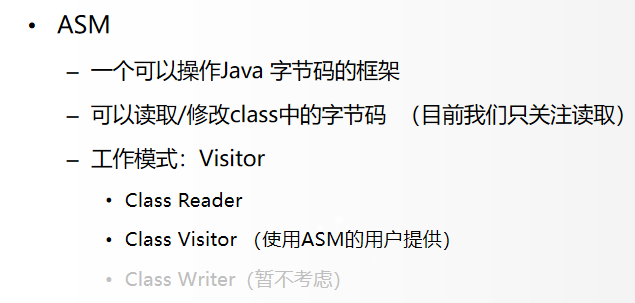 • ASM
– 一个可以操作Java 字节码的框架
– 可以读取/修改class中的字节码 （目前我们只关注读取）
– 工作模式：Visitor
• Class Reader
• Class Visitor （使用ASM的用户提供）
• Class Writer（暂不考虑）